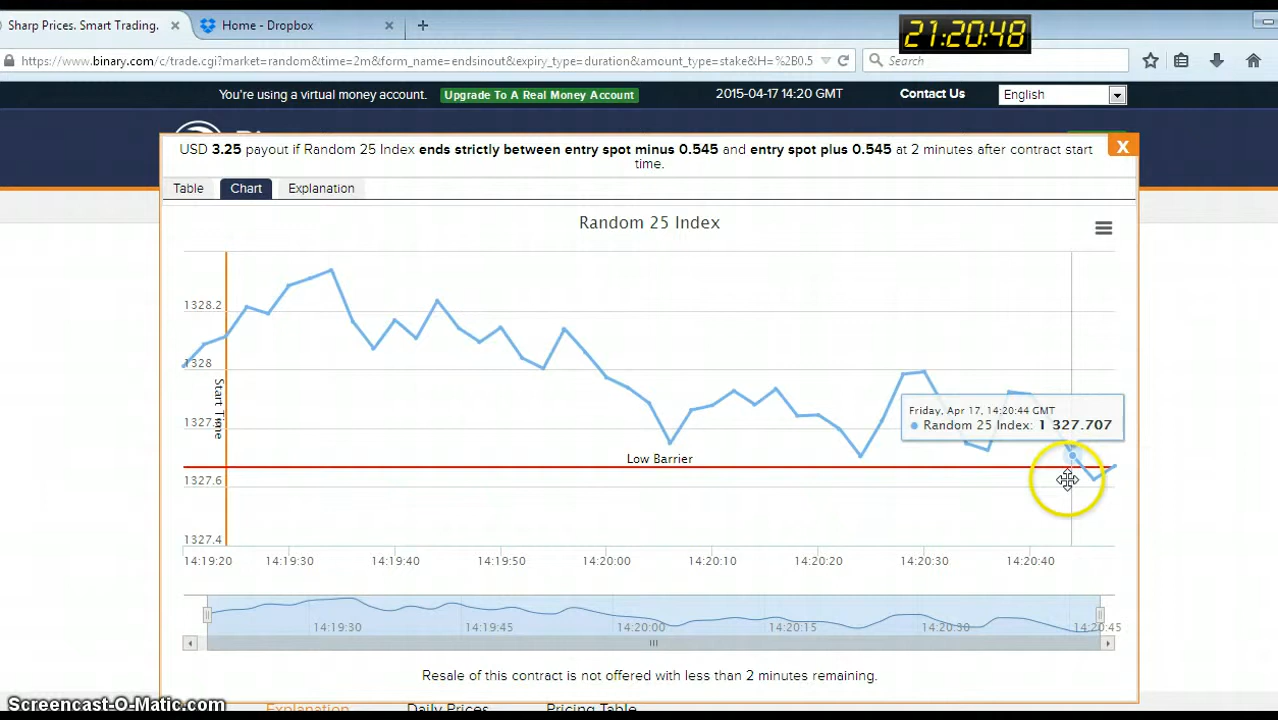 Sharp Prices. Smart Trading.
Home - Dropbox
21:20:48
https://www.binary.com/c/trade.cgi?market=random&time=2m&form_name=endsinout&expiry_type=duration&amount_type=stake&H=%2B0.5
Search
You're using a virtual money account.
Upgrade To A Real Money Account
2015-04-17 14:20 GMT
Contact Us
English
USD 3.25 payout if Random 25 Index ends strictly between entry spot minus 0.545 and entry spot plus 0.545 at 2 minutes after contract start
time.
X
Table
Chart
Explanation
Random 25 Index
1328.2
1328
Start Time
Friday, Apr 17, 14:20:44 GMT
Random 25 Index: 1 327.707
Low Barrier
1327.6
1327.4
14:19:20
14:19:30
14:19:40
14:19:50
14:20:00
14:20:10
14:20:20
14:20:30
14:20:40
14:19:30
14:19:45
14:20:00
14:20:15
14:20:30
14:20:45
Resale of this contract is not offered with less than 2 minutes remaining.
Explanation
Daily Prices
Pricing Table
Screencast-O-Matic.com